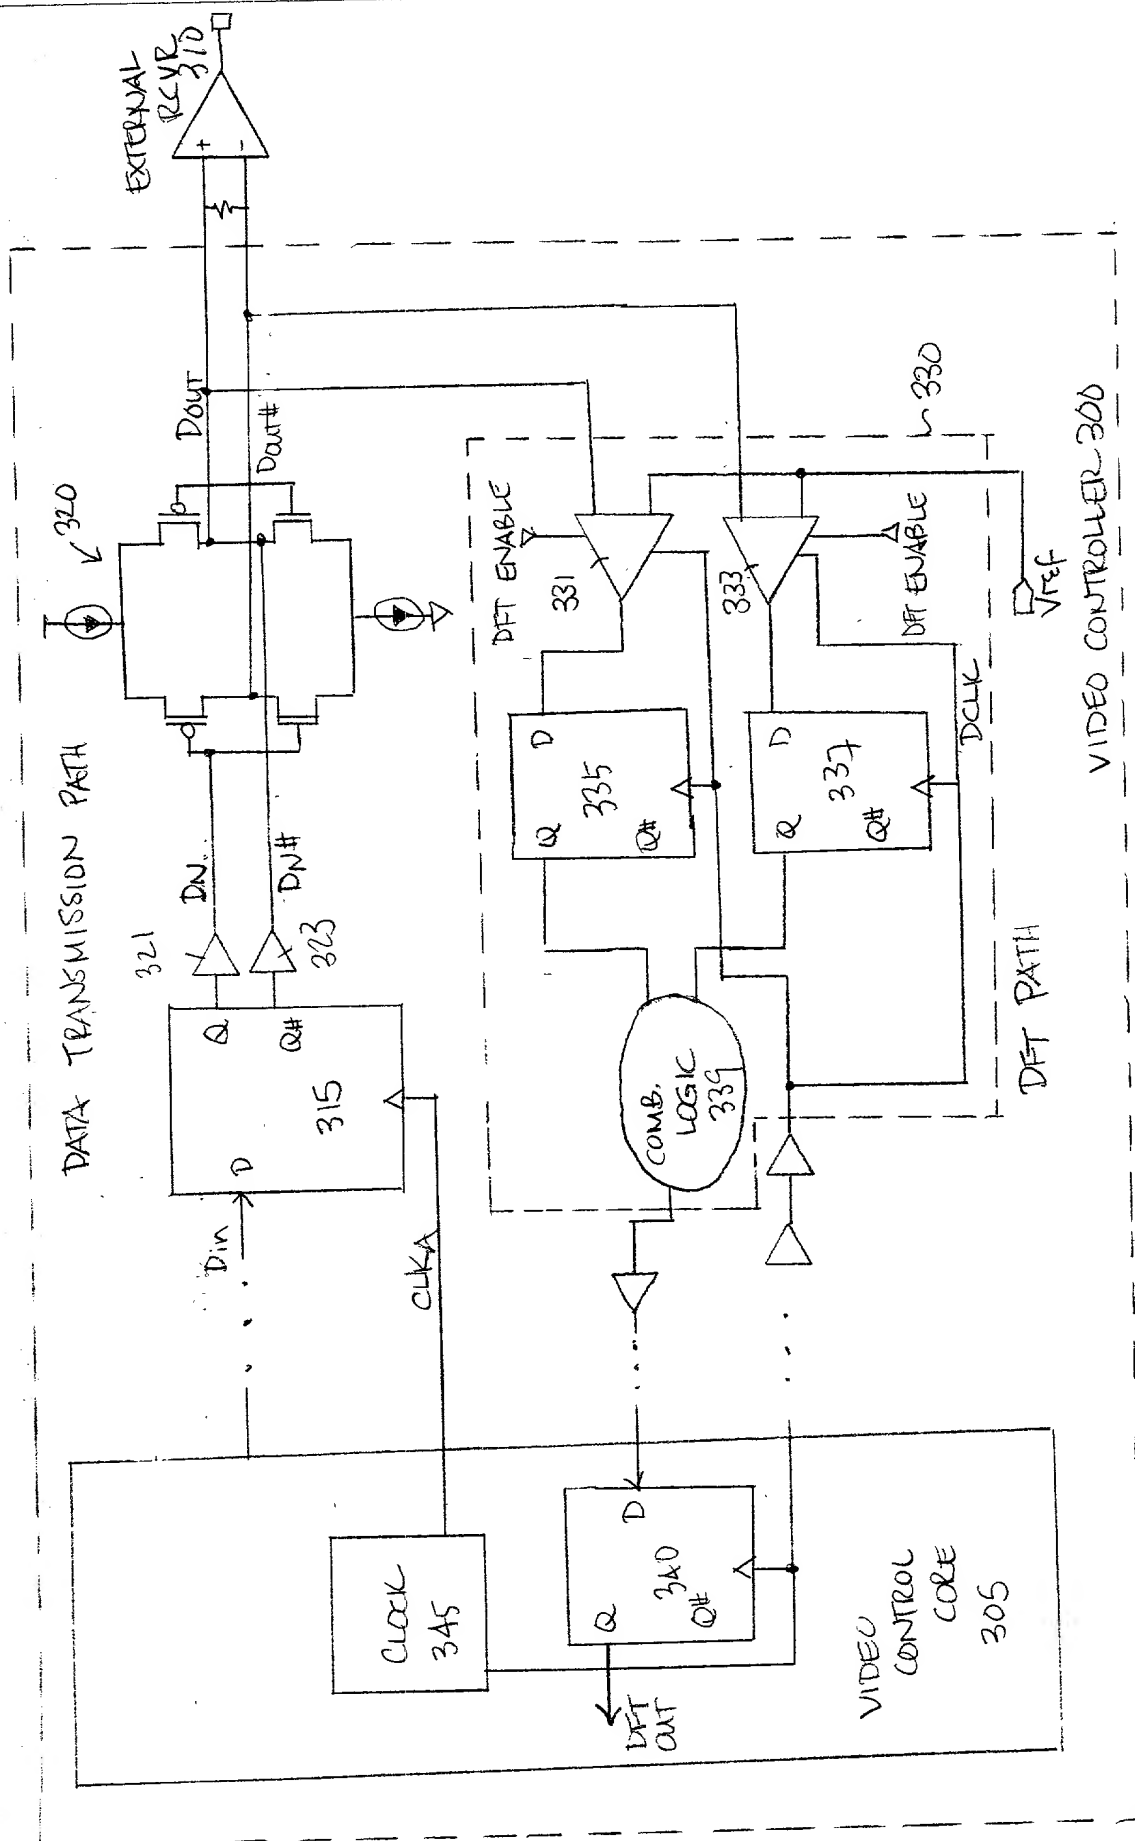 EXTERNAL
RCVR
310
DATA TRANSMISSION PATH
320
Dout
Dout#
321
DN
323
DN#
Din
D
Q
Q#
315
CLKA
330
DFT ENABLE
331
333
DFT ENABLE
Vref
D
Q
335
Q#
D
Q
337
Q#
DCLK
COMB.
LOGIC
339
DFT PATH
VIDEO CONTROLLER 300
CLOCK
345
D
Q
340
Q#
DFT
OUT
VIDEO
CONTROL
CORE
305
+
-